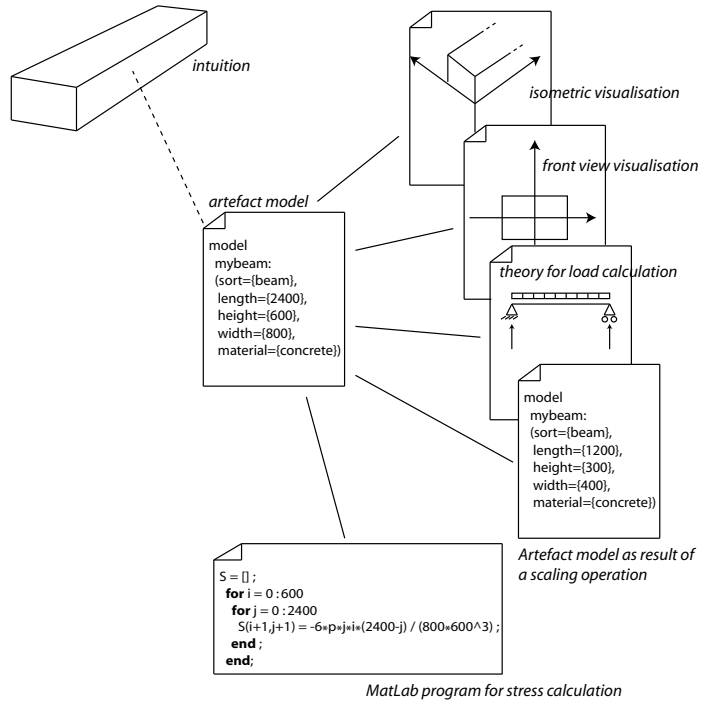 intuition
isometric visualisation
front view visualisation
artefact model
model
mybeam:
(sort={beam},
length={2400},
height={600},
width={800},
material={concrete})
theory for load calculation
model
mybeam:
(sort={beam},
length={1200},
height={300},
width={400},
material={concrete})
Artefact model as result of
a scaling operation
S = [] ;
for i = 0 : 600
for j = 0 : 2400
S(i+1,j+1) = -6*p*j*i*(2400-j) / (800*600^3) ;
end ;
end;
MatLab program for stress calculation